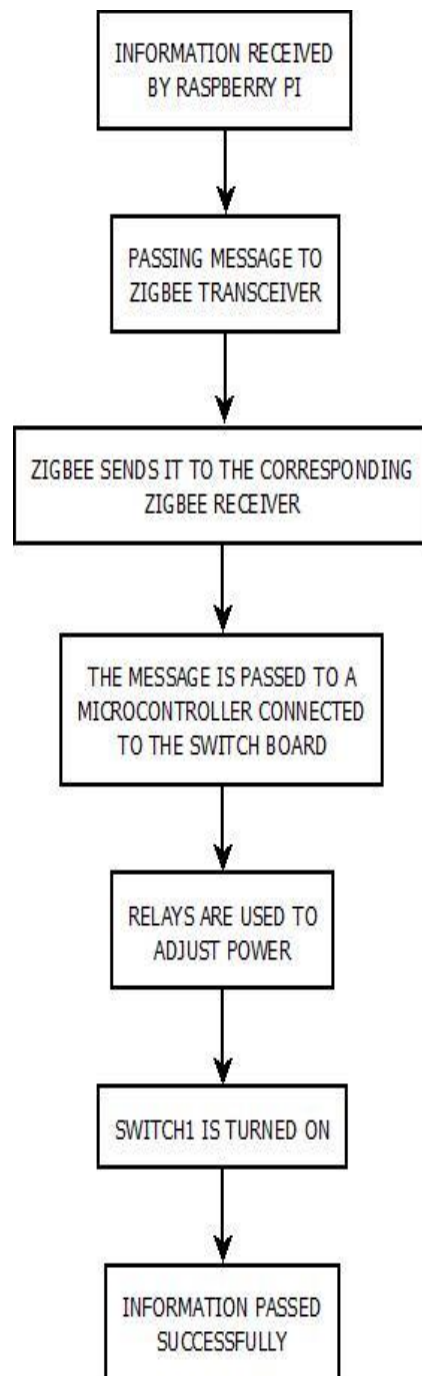 INFORMATION RECEIVED
BY RASPBERRY PI
PASSING MESSAGE TO
ZIGBEE TRANSCEIVER
ZIGBEE SENDS IT TO THE CORRESPONDING
ZIGBEE RECEIVER
THE MESSAGE IS PASSED TO A
MICROCONTROLLER CONNECTED
TO THE SWITCH BOARD
RELAYS ARE USED TO
ADJUST POWER
SWITCH1 IS TURNED ON
INFORMATION PASSED
SUCCESSFULLY